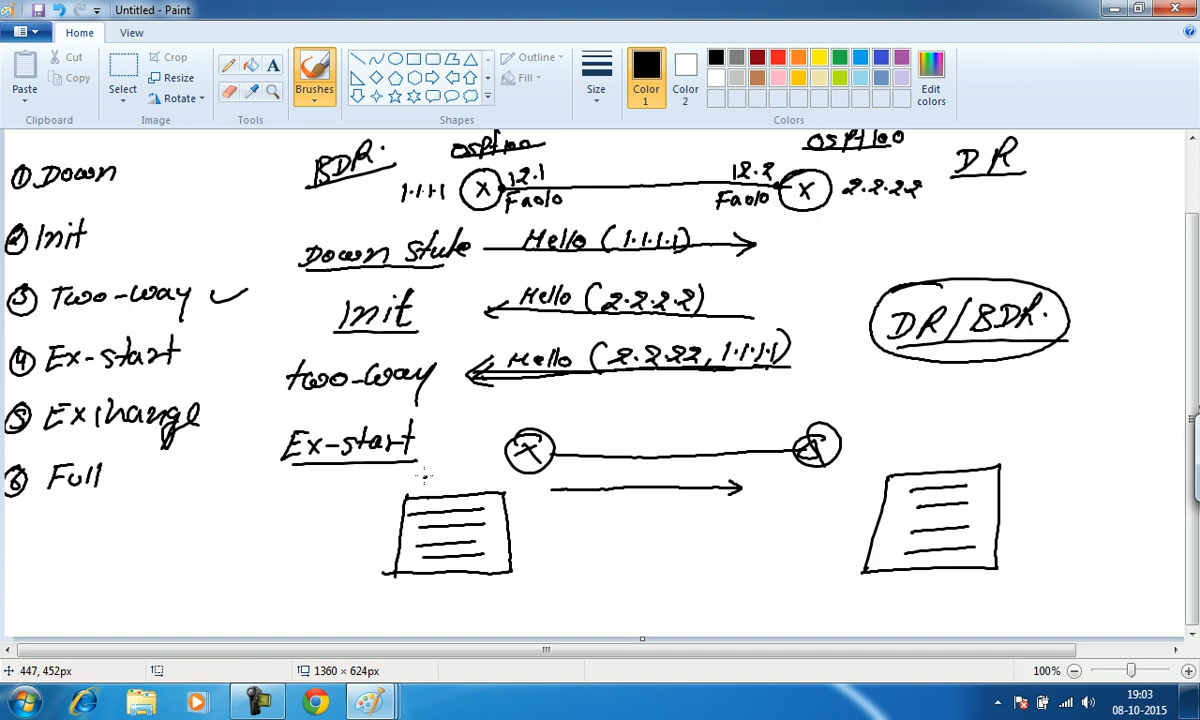 Untitled - Paint
Home
View
Paste
Cut
Copy
Clipboard
Select
Crop
Resize
Rotate
Image
Tools
Brushes
Shapes
Outline
Fill
Size
Color 1
Color 2
Edit colors
Colors
① Down
② Init
③ Two-way ✓
④ Ex-start
⑤ Exchange
⑥ Full
BDR.
DR
1.1.1.1
X
12.1
Fa0/0
12.2
Fa0/0
X
2.2.2.2
Down state
Hello (1.1.1.1)
Init
Hello (2.2.2.2)
DR/BDR.
two-way
Hello (2.2.2.2, 1.1.1.1)
Ex-start
X
447, 452px
1360 × 624px
100%
19:03
08-10-2015